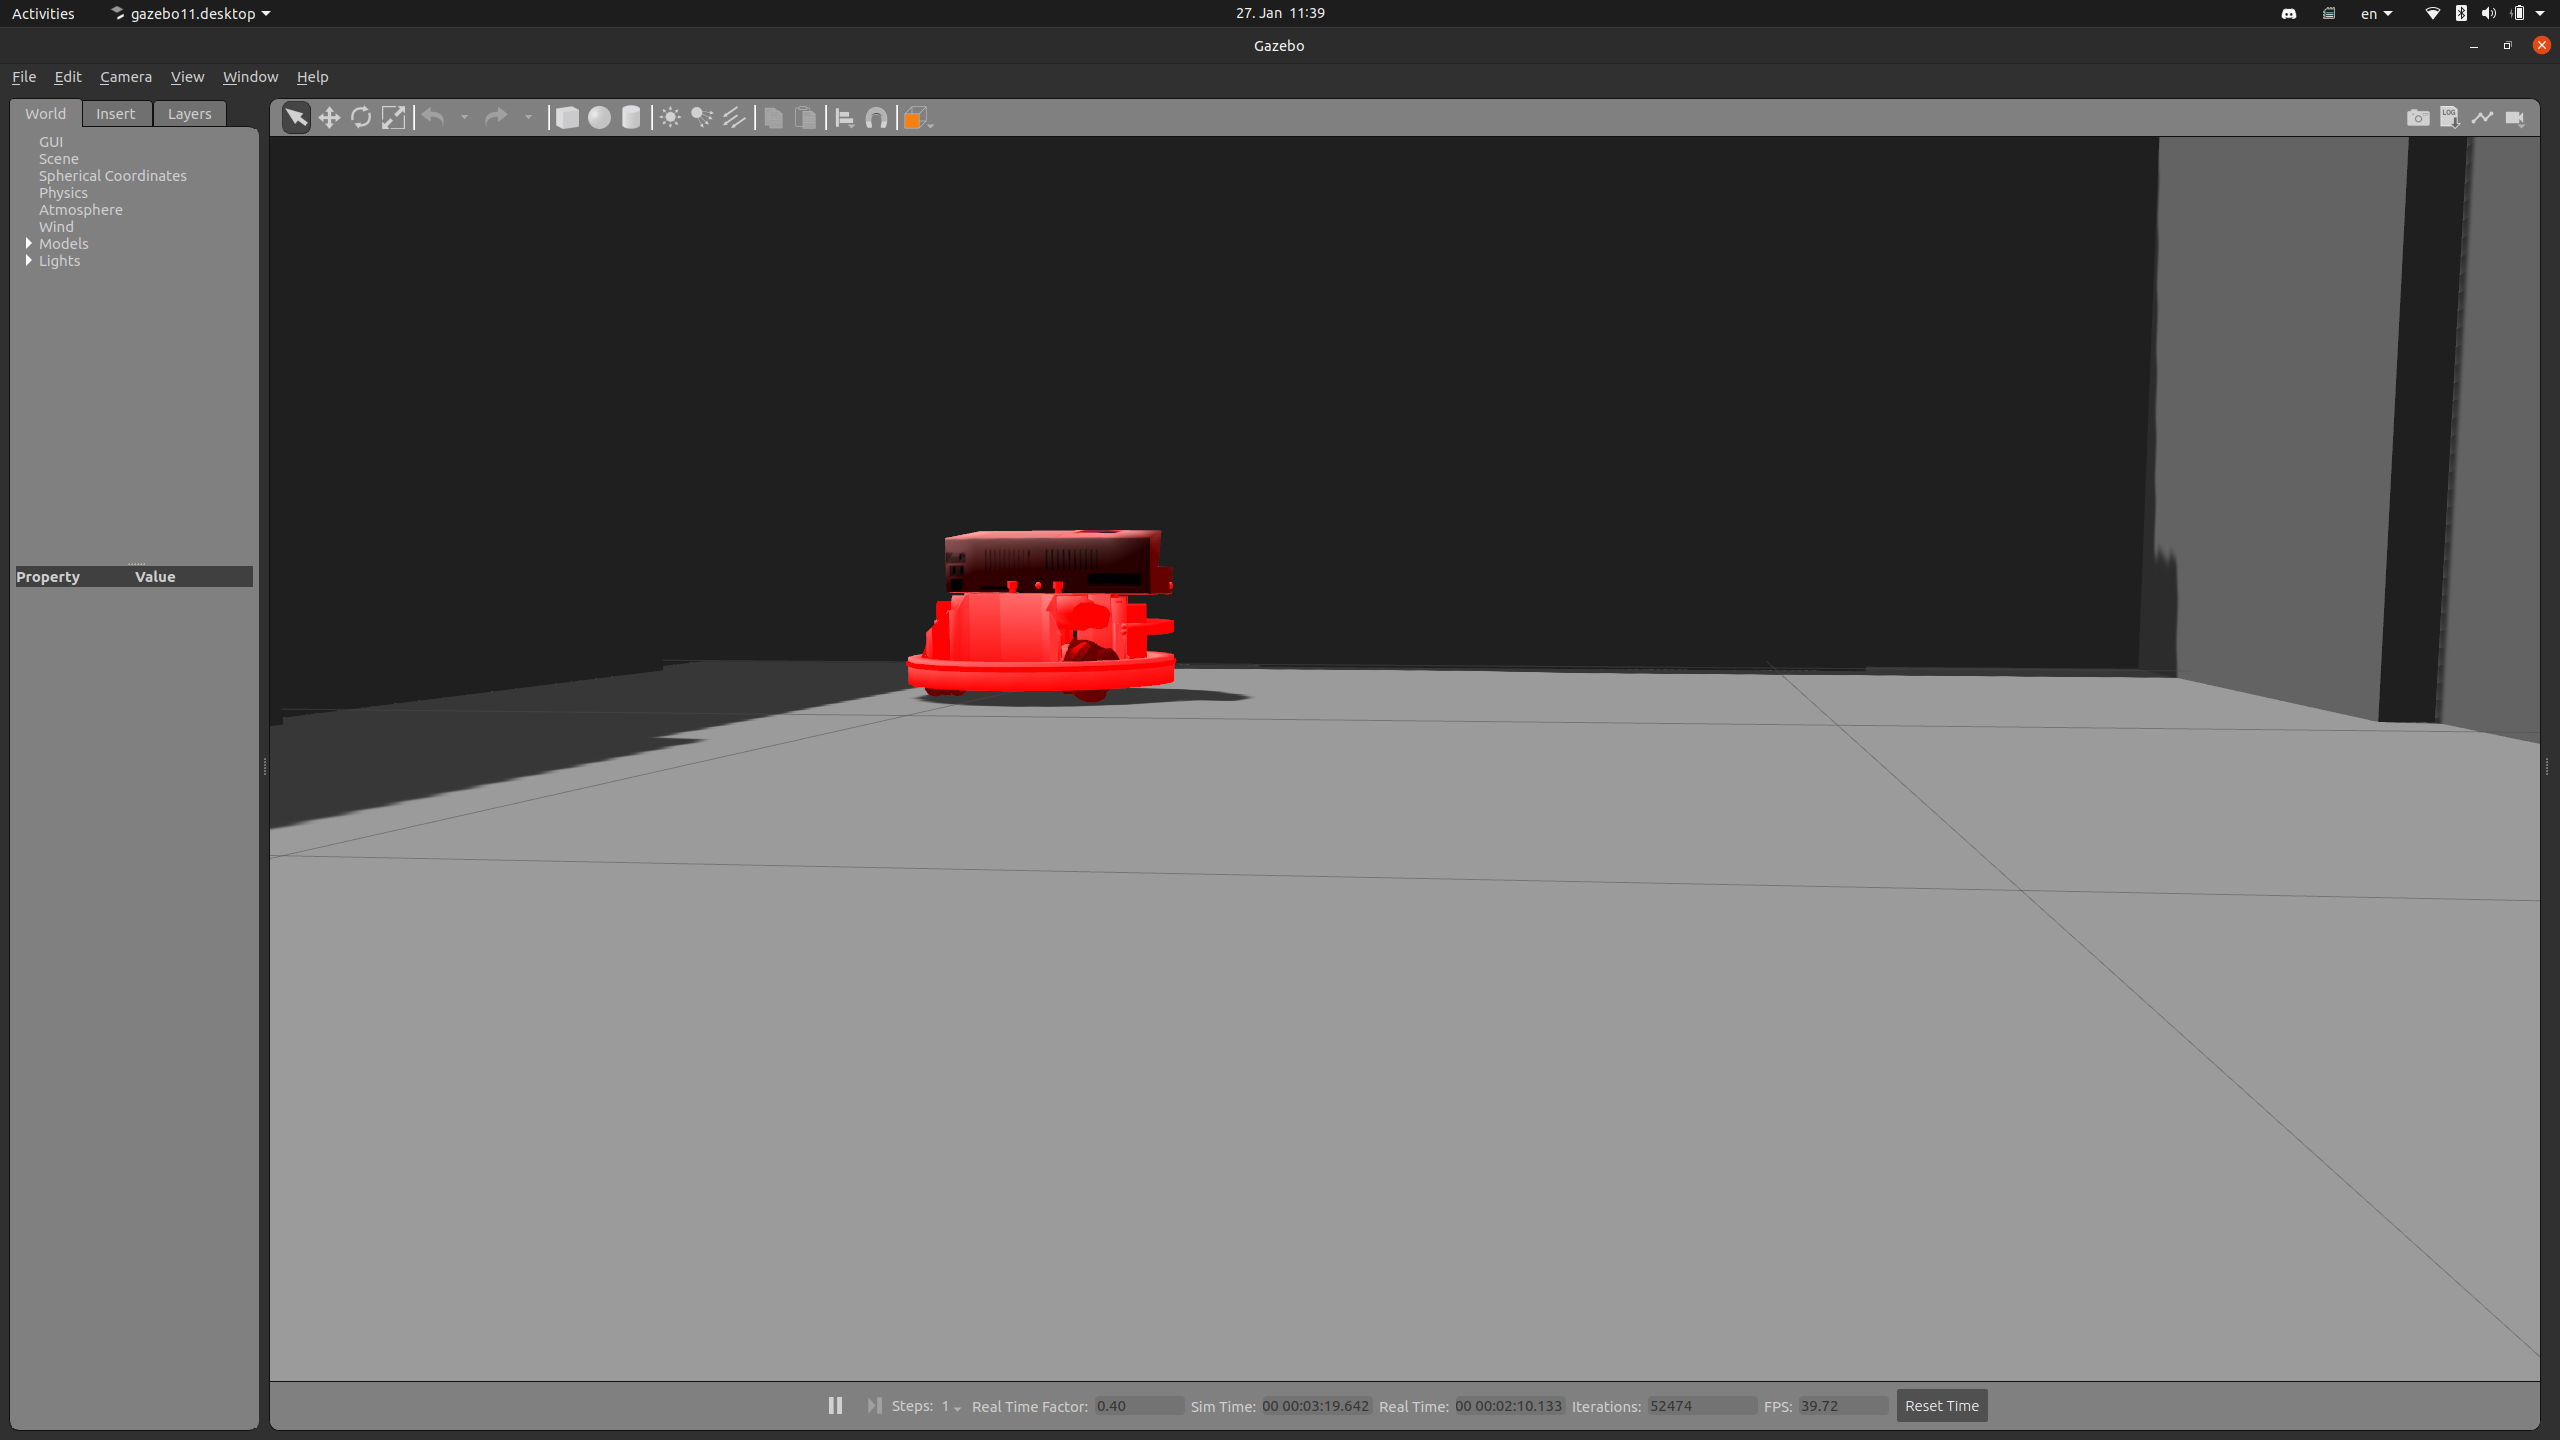 Activities gazebo11.desktop 27. Jan 11:39 en
Gazebo
File Edit Camera View Window Help
World Insert Layers
LOG
GUI
Scene
Spherical Coordinates
Physics
Atmosphere
Wind
Models
Lights
Property Value
Steps: 1 Real Time Factor: 0.40 Sim Time: 00 00:03:19.642 Real Time: 00 00:02:10.133 Iterations: 52474 FPS: 39.72 Reset Time